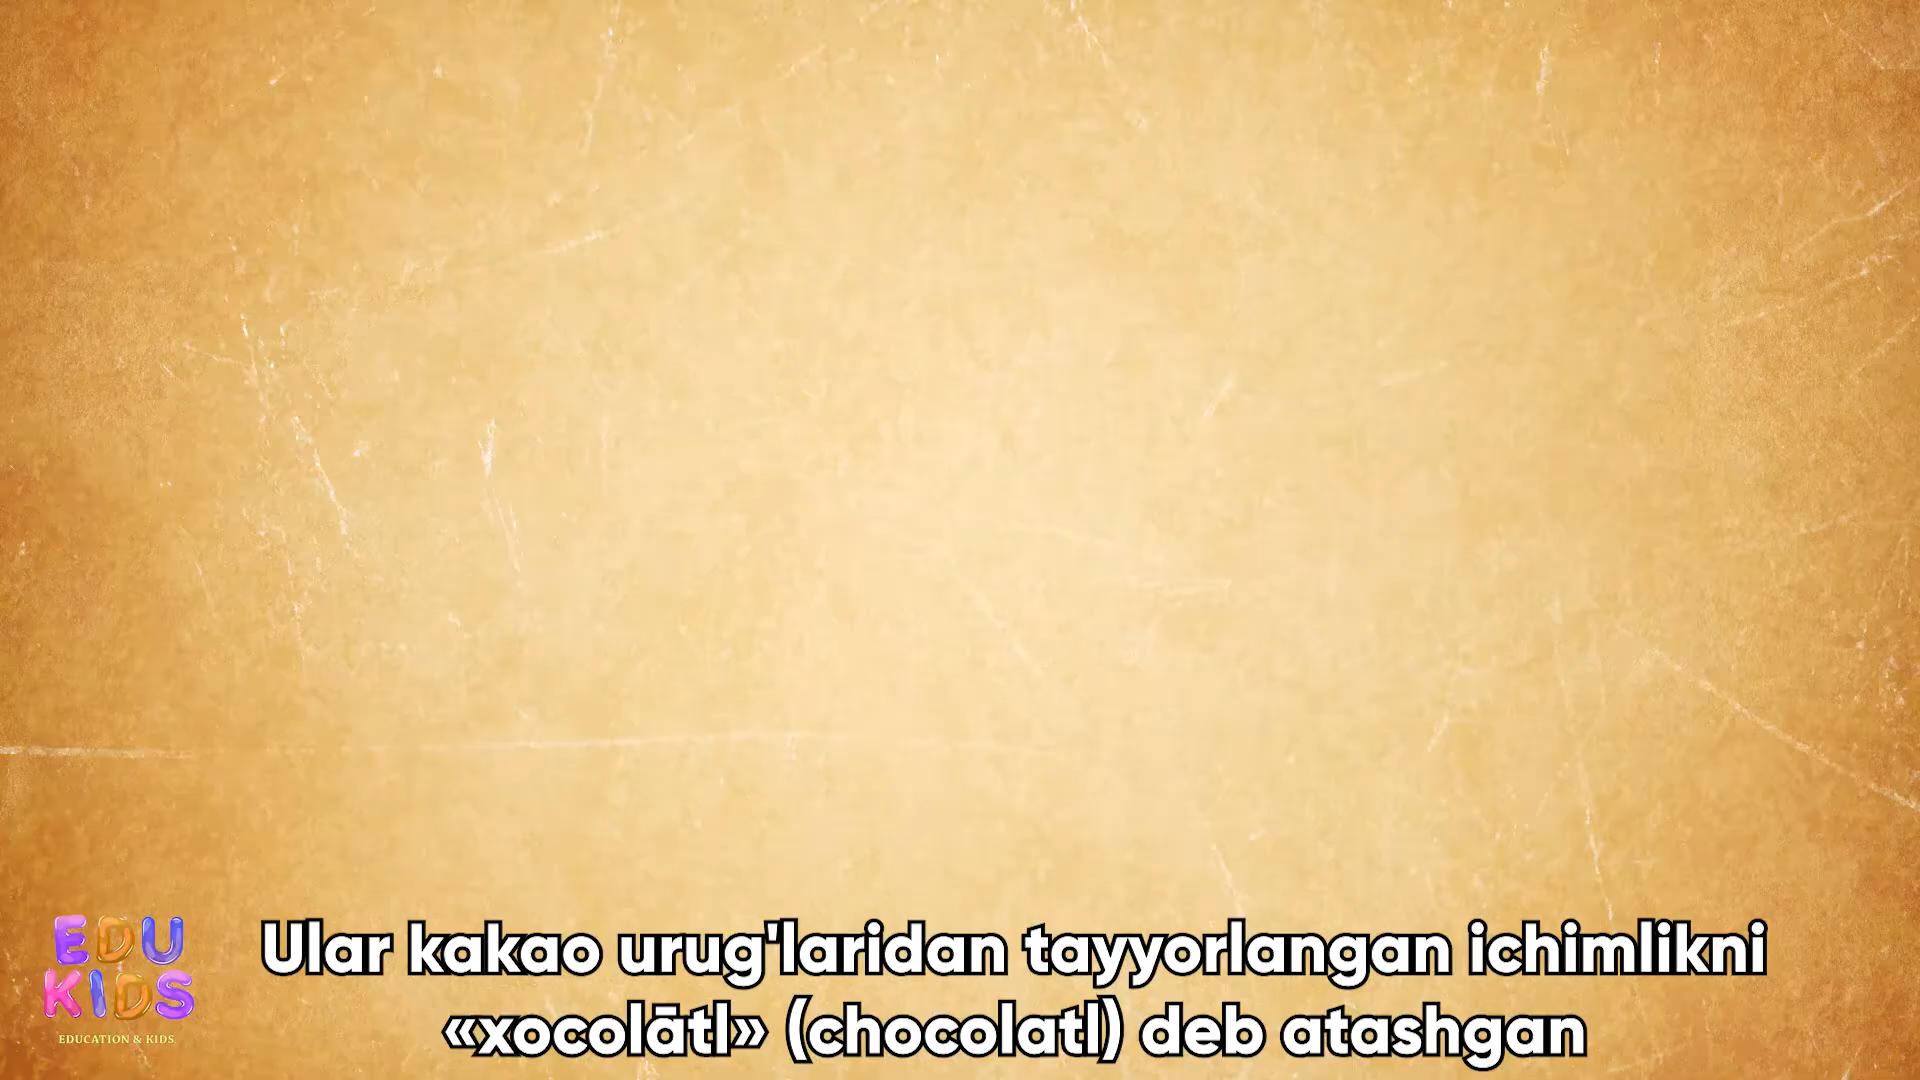 Ular kakao urug'laridan tayyorlangan ichimlikni
«xocolātl» (chocolatl) deb atashgan
EDU
KIDS
EDUCATION & KIDS